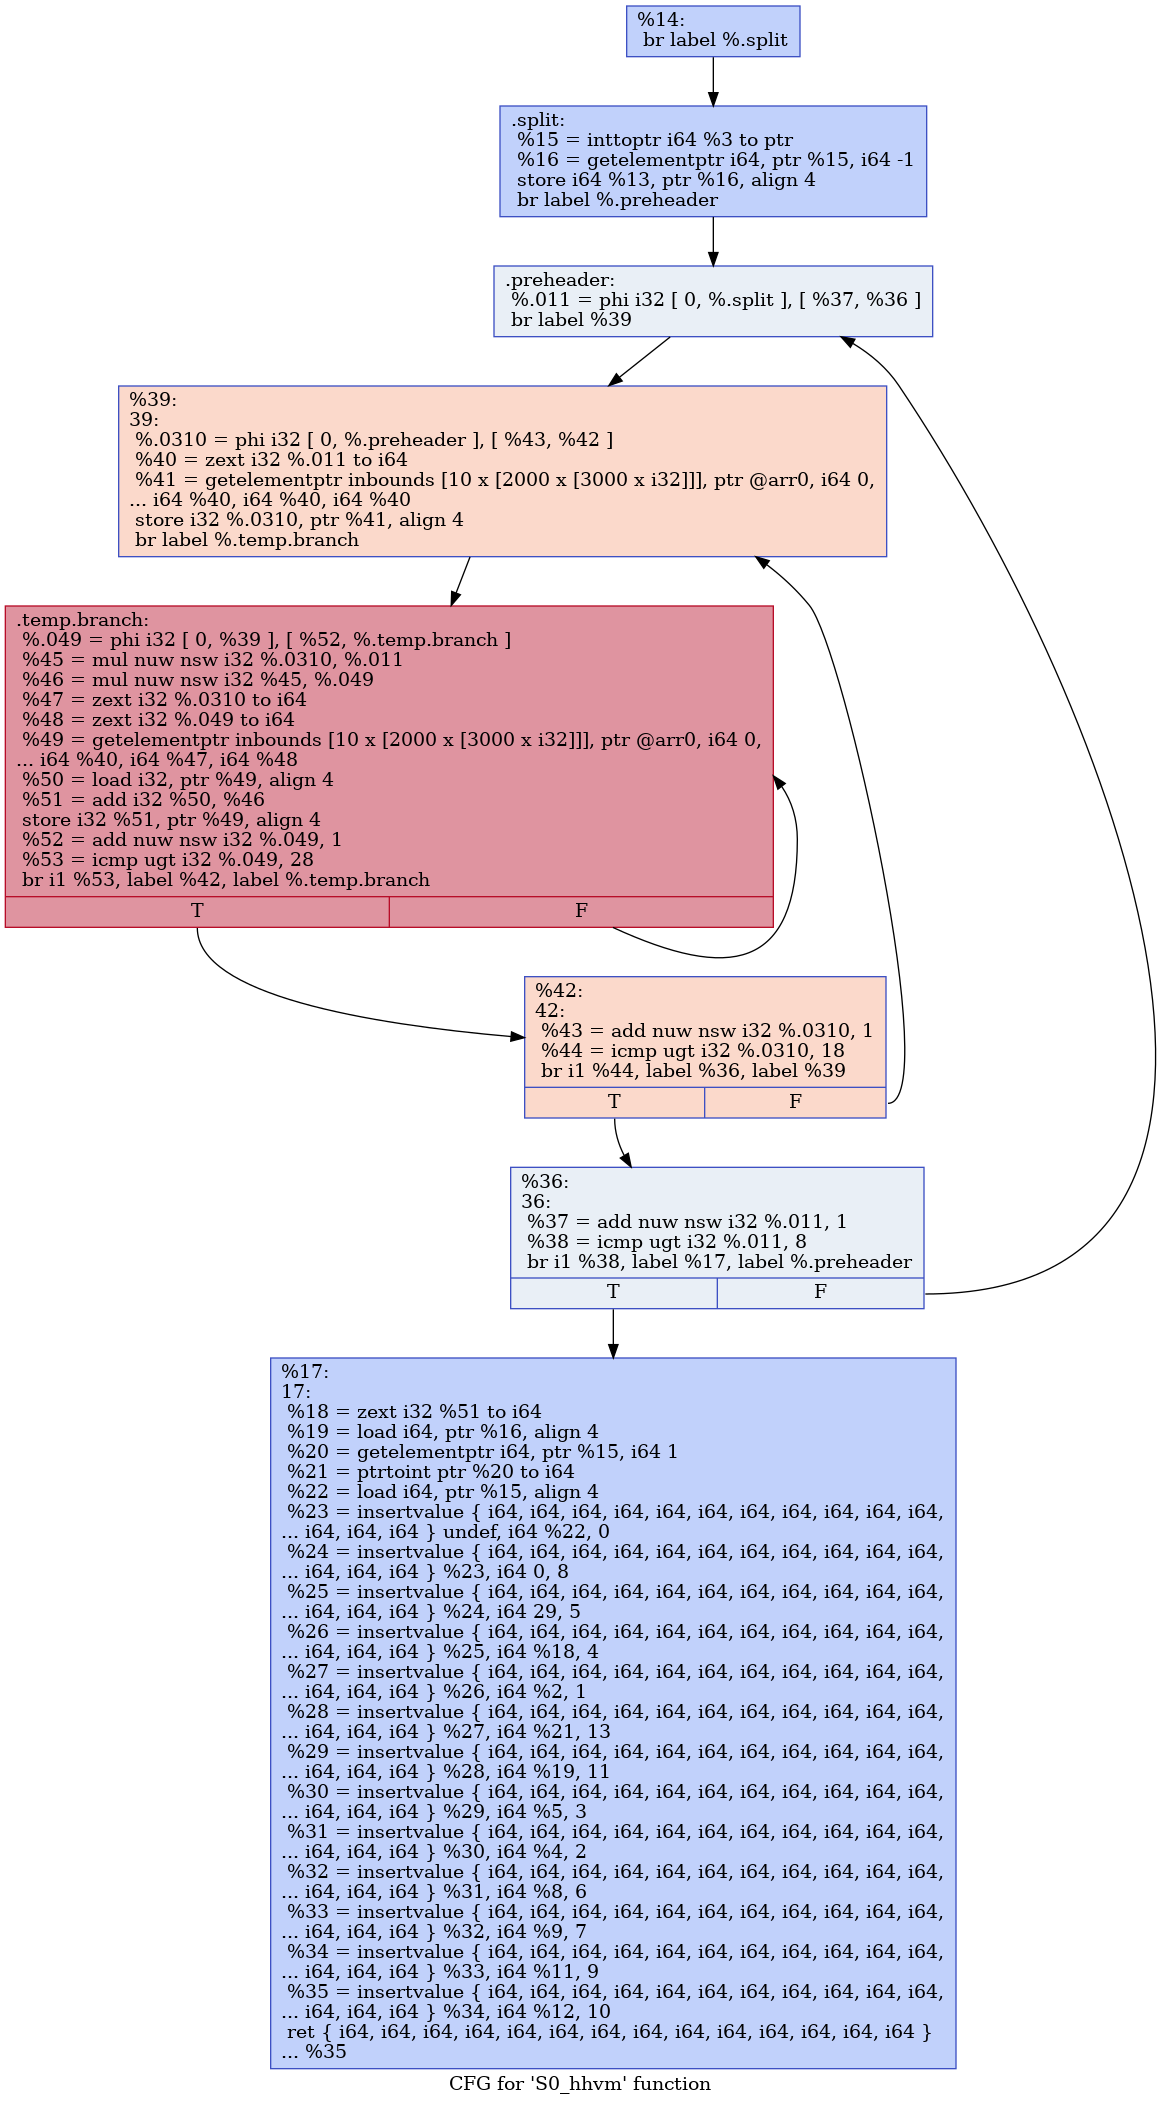 %14:
br label %.split
.split:
%15 = inttoptr i64 %3 to ptr
%16 = getelementptr i64, ptr %15, i64 -1
store i64 %13, ptr %16, align 4
br label %.preheader
.preheader:
%.011 = phi i32 [ 0, %.split ], [ %37, %36 ]
br label %39
%39:
39:
%.0310 = phi i32 [ 0, %.preheader ], [ %43, %42 ]
%40 = zext i32 %.011 to i64
%41 = getelementptr inbounds [10 x [2000 x [3000 x i32]]], ptr @arr0, i64 0,
... i64 %40, i64 %40, i64 %40
store i32 %.0310, ptr %41, align 4
br label %.temp.branch
.temp.branch:
%.049 = phi i32 [ 0, %39 ], [ %52, %.temp.branch ]
%45 = mul nuw nsw i32 %.0310, %.011
%46 = mul nuw nsw i32 %45, %.049
%47 = zext i32 %.0310 to i64
%48 = zext i32 %.049 to i64
%49 = getelementptr inbounds [10 x [2000 x [3000 x i32]]], ptr @arr0, i64 0,
... i64 %40, i64 %47, i64 %48
%50 = load i32, ptr %49, align 4
%51 = add i32 %50, %46
store i32 %51, ptr %49, align 4
%52 = add nuw nsw i32 %.049, 1
%53 = icmp ugt i32 %.049, 28
br i1 %53, label %42, label %.temp.branch
T F
%42:
42:
%43 = add nuw nsw i32 %.0310, 1
%44 = icmp ugt i32 %.0310, 18
br i1 %44, label %36, label %39
T F
%36:
36:
%37 = add nuw nsw i32 %.011, 1
%38 = icmp ugt i32 %.011, 8
br i1 %38, label %17, label %.preheader
T F
%17:
17:
%18 = zext i32 %51 to i64
%19 = load i64, ptr %16, align 4
%20 = getelementptr i64, ptr %15, i64 1
%21 = ptrtoint ptr %20 to i64
%22 = load i64, ptr %15, align 4
%23 = insertvalue { i64, i64, i64, i64, i64, i64, i64, i64, i64, i64, i64,
... i64, i64, i64 } undef, i64 %22, 0
%24 = insertvalue { i64, i64, i64, i64, i64, i64, i64, i64, i64, i64, i64,
... i64, i64, i64 } %23, i64 0, 8
%25 = insertvalue { i64, i64, i64, i64, i64, i64, i64, i64, i64, i64, i64,
... i64, i64, i64 } %24, i64 29, 5
%26 = insertvalue { i64, i64, i64, i64, i64, i64, i64, i64, i64, i64, i64,
... i64, i64, i64 } %25, i64 %18, 4
%27 = insertvalue { i64, i64, i64, i64, i64, i64, i64, i64, i64, i64, i64,
... i64, i64, i64 } %26, i64 %2, 1
%28 = insertvalue { i64, i64, i64, i64, i64, i64, i64, i64, i64, i64, i64,
... i64, i64, i64 } %27, i64 %21, 13
%29 = insertvalue { i64, i64, i64, i64, i64, i64, i64, i64, i64, i64, i64,
... i64, i64, i64 } %28, i64 %19, 11
%30 = insertvalue { i64, i64, i64, i64, i64, i64, i64, i64, i64, i64, i64,
... i64, i64, i64 } %29, i64 %5, 3
%31 = insertvalue { i64, i64, i64, i64, i64, i64, i64, i64, i64, i64, i64,
... i64, i64, i64 } %30, i64 %4, 2
%32 = insertvalue { i64, i64, i64, i64, i64, i64, i64, i64, i64, i64, i64,
... i64, i64, i64 } %31, i64 %8, 6
%33 = insertvalue { i64, i64, i64, i64, i64, i64, i64, i64, i64, i64, i64,
... i64, i64, i64 } %32, i64 %9, 7
%34 = insertvalue { i64, i64, i64, i64, i64, i64, i64, i64, i64, i64, i64,
... i64, i64, i64 } %33, i64 %11, 9
%35 = insertvalue { i64, i64, i64, i64, i64, i64, i64, i64, i64, i64, i64,
... i64, i64, i64 } %34, i64 %12, 10
ret { i64, i64, i64, i64, i64, i64, i64, i64, i64, i64, i64, i64, i64, i64 }
... %35
CFG for 'S0_hhvm' function